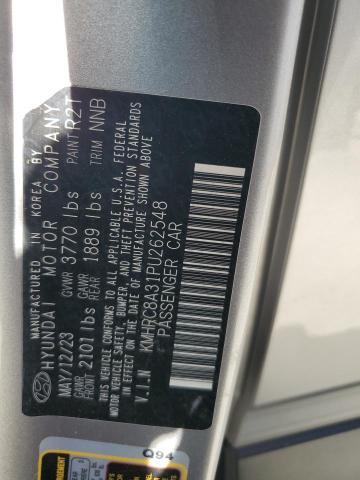 MANUFACTURED IN KOREA BY
HYUNDAI MOTOR COMPANY
MAY/12/23 GVWR 3770 lbs PAINT R2T
GAWR FRONT 2101 lbs GAWR REAR 1889 lbs TRIM NNB
THIS VEHICLE CONFORMS TO ALL APPLICABLE U.S.A. FEDERAL
MOTOR VEHICLE SAFETY, BUMPER, AND THEFT PREVENTION STANDARDS
IN EFFECT ON THE DATE OF MANUFACTURE SHOWN ABOVE
V.I.N KMHRC8A31PU262548
PASSENGER CAR
Q94